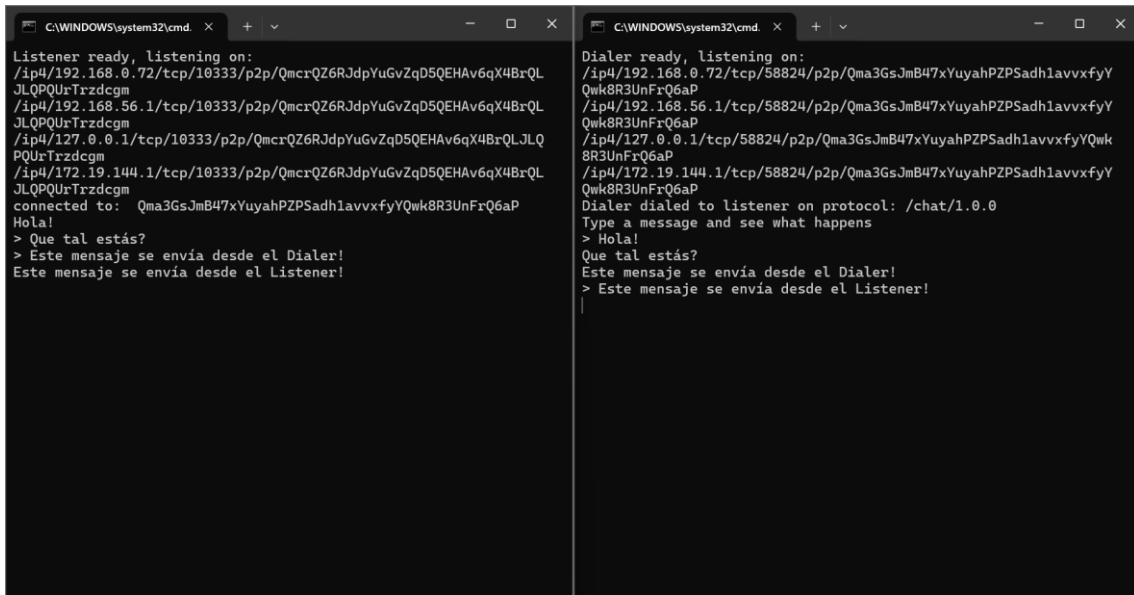 C:\WINDOWS\system32\cmd.
Listener ready, listening on:
/ip4/192.168.0.72/tcp/10333/p2p/QmcrQZ6RJdpYuGvZqD5QEHAv6qX4BrQL
JLQPQUrTrzdcgm
/ip4/192.168.56.1/tcp/10333/p2p/QmcrQZ6RJdpYuGvZqD5QEHAv6qX4BrQL
JLQPQUrTrzdcgm
/ip4/127.0.0.1/tcp/10333/p2p/QmcrQZ6RJdpYuGvZqD5QEHAv6qX4BrQLJLQ
PQUrTrzdcgm
/ip4/172.19.144.1/tcp/10333/p2p/QmcrQZ6RJdpYuGvZqD5QEHAv6qX4BrQL
JLQPQUrTrzdcgm
connected to:  Qma3GsJmB47xYuyahPZPSadh1avvxfyYQwk8R3UnFrQ6aP
Hola!
> Que tal estás?
> Este mensaje se envía desde el Dialer!
Este mensaje se envía desde el Listener!
C:\WINDOWS\system32\cmd.
Dialer ready, listening on:
/ip4/192.168.0.72/tcp/58824/p2p/Qma3GsJmB47xYuyahPZPSadh1avvxfyY
Qwk8R3UnFrQ6aP
/ip4/192.168.56.1/tcp/58824/p2p/Qma3GsJmB47xYuyahPZPSadh1avvxfyY
Qwk8R3UnFrQ6aP
/ip4/127.0.0.1/tcp/58824/p2p/Qma3GsJmB47xYuyahPZPSadh1avvxfyYQwk
8R3UnFrQ6aP
/ip4/172.19.144.1/tcp/58824/p2p/Qma3GsJmB47xYuyahPZPSadh1avvxfyY
Qwk8R3UnFrQ6aP
Dialer dialed to listener on protocol: /chat/1.0.0
Type a message and see what happens
> Hola!
Que tal estás?
Este mensaje se envía desde el Dialer!
> Este mensaje se envía desde el Listener!